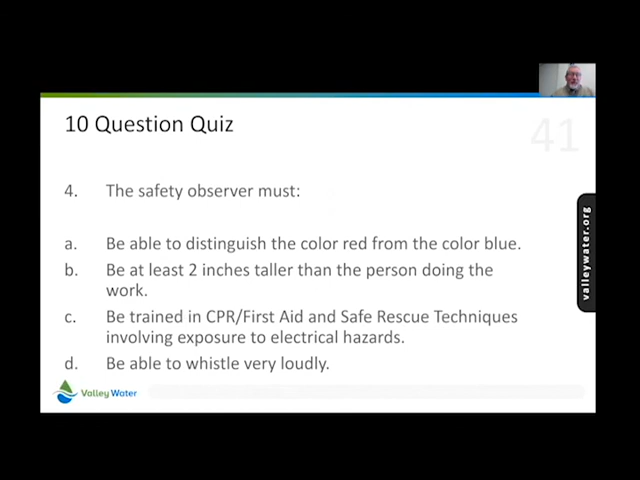 10 Question Quiz
41
4. The safety observer must:
a. Be able to distinguish the color red from the color blue.
b. Be at least 2 inches taller than the person doing the
work.
c. Be trained in CPR/First Aid and Safe Rescue Techniques
involving exposure to electrical hazards.
d. Be able to whistle very loudly.
valleywater.org
Valley Water